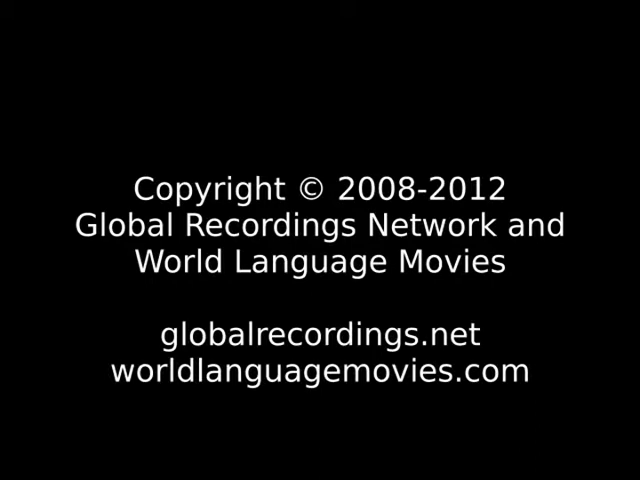 Copyright © 2008-2012
Global Recordings Network and
World Language Movies
globalrecordings.net
worldlanguagemovies.com